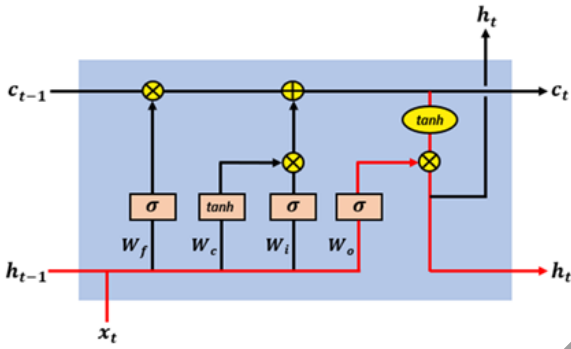 h_t
c_{t-1}
c_t
tanh
σ tanh σ σ
W_f W_c W_i W_o
h_{t-1}
h_t
x_t